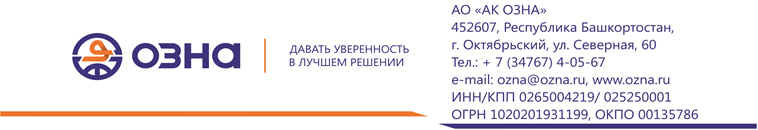 ОЗНА
ДАВАТЬ УВЕРЕННОСТЬ
В ЛУЧШЕМ РЕШЕНИИ
АО «АК ОЗНА»
452607, Республика Башкортостан,
г. Октябрьский, ул. Северная, 60
Тел.: + 7 (34767) 4-05-67
e-mail: ozna@ozna.ru, www.ozna.ru
ИНН/КПП 0265004219/ 025250001
ОГРН 1020201931199, ОКПО 00135786